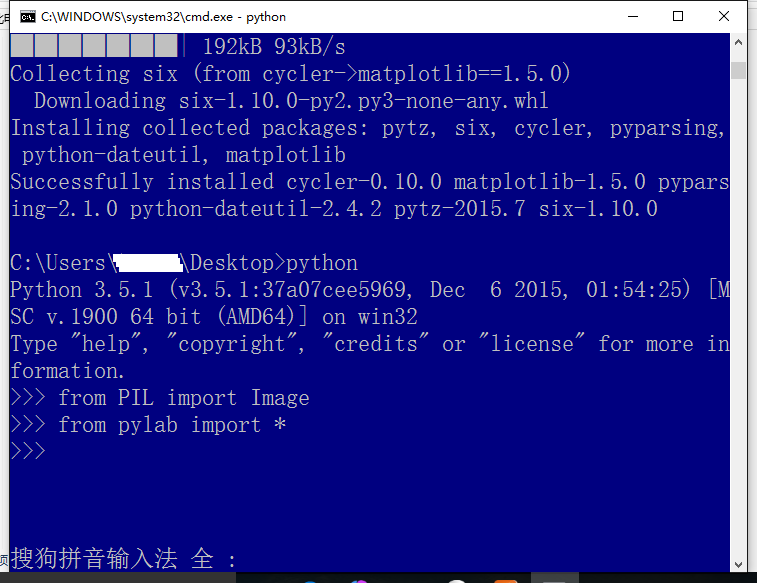 C:\WINDOWS\system32\cmd.exe - python
192kB 93kB/s
Collecting six (from cycler->matplotlib==1.5.0)
  Downloading six-1.10.0-py2.py3-none-any.whl
Installing collected packages: pytz, six, cycler, pyparsing,
 python-dateutil, matplotlib
Successfully installed cycler-0.10.0 matplotlib-1.5.0 pypars
ing-2.1.0 python-dateutil-2.4.2 pytz-2015.7 six-1.10.0
C:\Users\ \Desktop>python
Python 3.5.1 (v3.5.1:37a07cee5969, Dec  6 2015, 01:54:25) [M
SC v.1900 64 bit (AMD64)] on win32
Type "help", "copyright", "credits" or "license" for more in
formation.
>>> from PIL import Image
>>> from pylab import *
>>>
搜狗拼音输入法 全 :